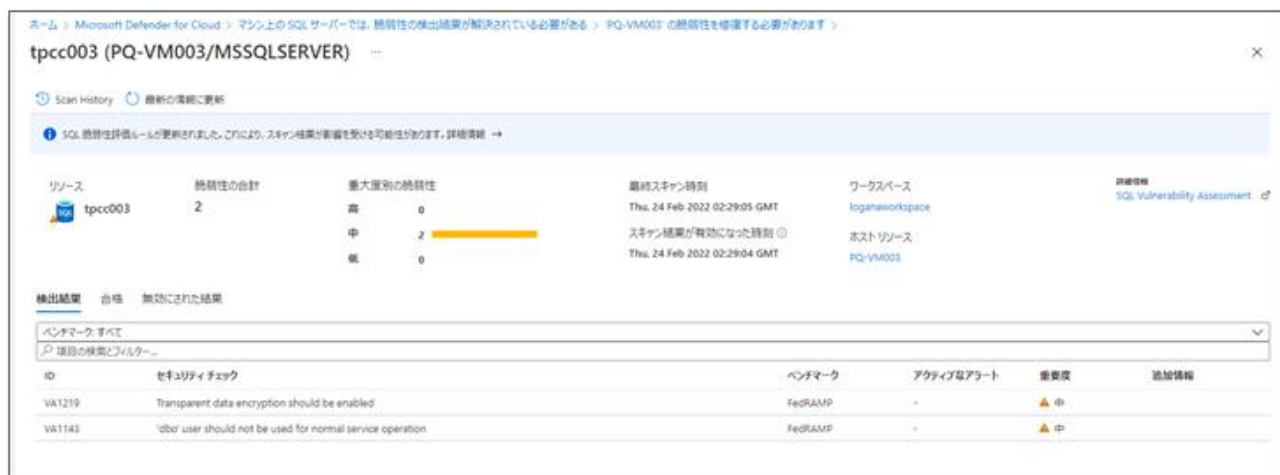 ホーム > Microsoft Defender for Cloud > マシン上の SQL サーバーでは、脆弱性の検出結果が解決されている必要がある > 'PQ-VM003' の脆弱性を修復する必要があります >
tpcc003 (PQ-VM003/MSSQLSERVER) ... ×
Scan History 最新の情報に更新
SQL 脆弱性評価ルールが更新されました。これにより、スキャン結果が影響を受ける可能性があります。詳細情報 →
リソース
tpcc003
脆弱性の合計
2
重大度別の脆弱性
高 0
中 2
低 0
最終スキャン時刻
Thu, 24 Feb 2022 02:29:05 GMT
スキャン結果が有効になった時刻
Thu, 24 Feb 2022 02:29:04 GMT
ワークスペース
loganaworkspace
ホスト リソース
PQ-VM003
詳細情報
SQL Vulnerability Assessment
検出結果 合格 無効にされた結果
ベンチマーク: すべて
項目の検索とフィルター...
ID セキュリティ チェック ベンチマーク アクティブなアラート 重要度 追加情報
VA1219 Transparent data encryption should be enabled FedRAMP - 中
VA1143 'dbo' user should not be used for normal service operation FedRAMP - 中